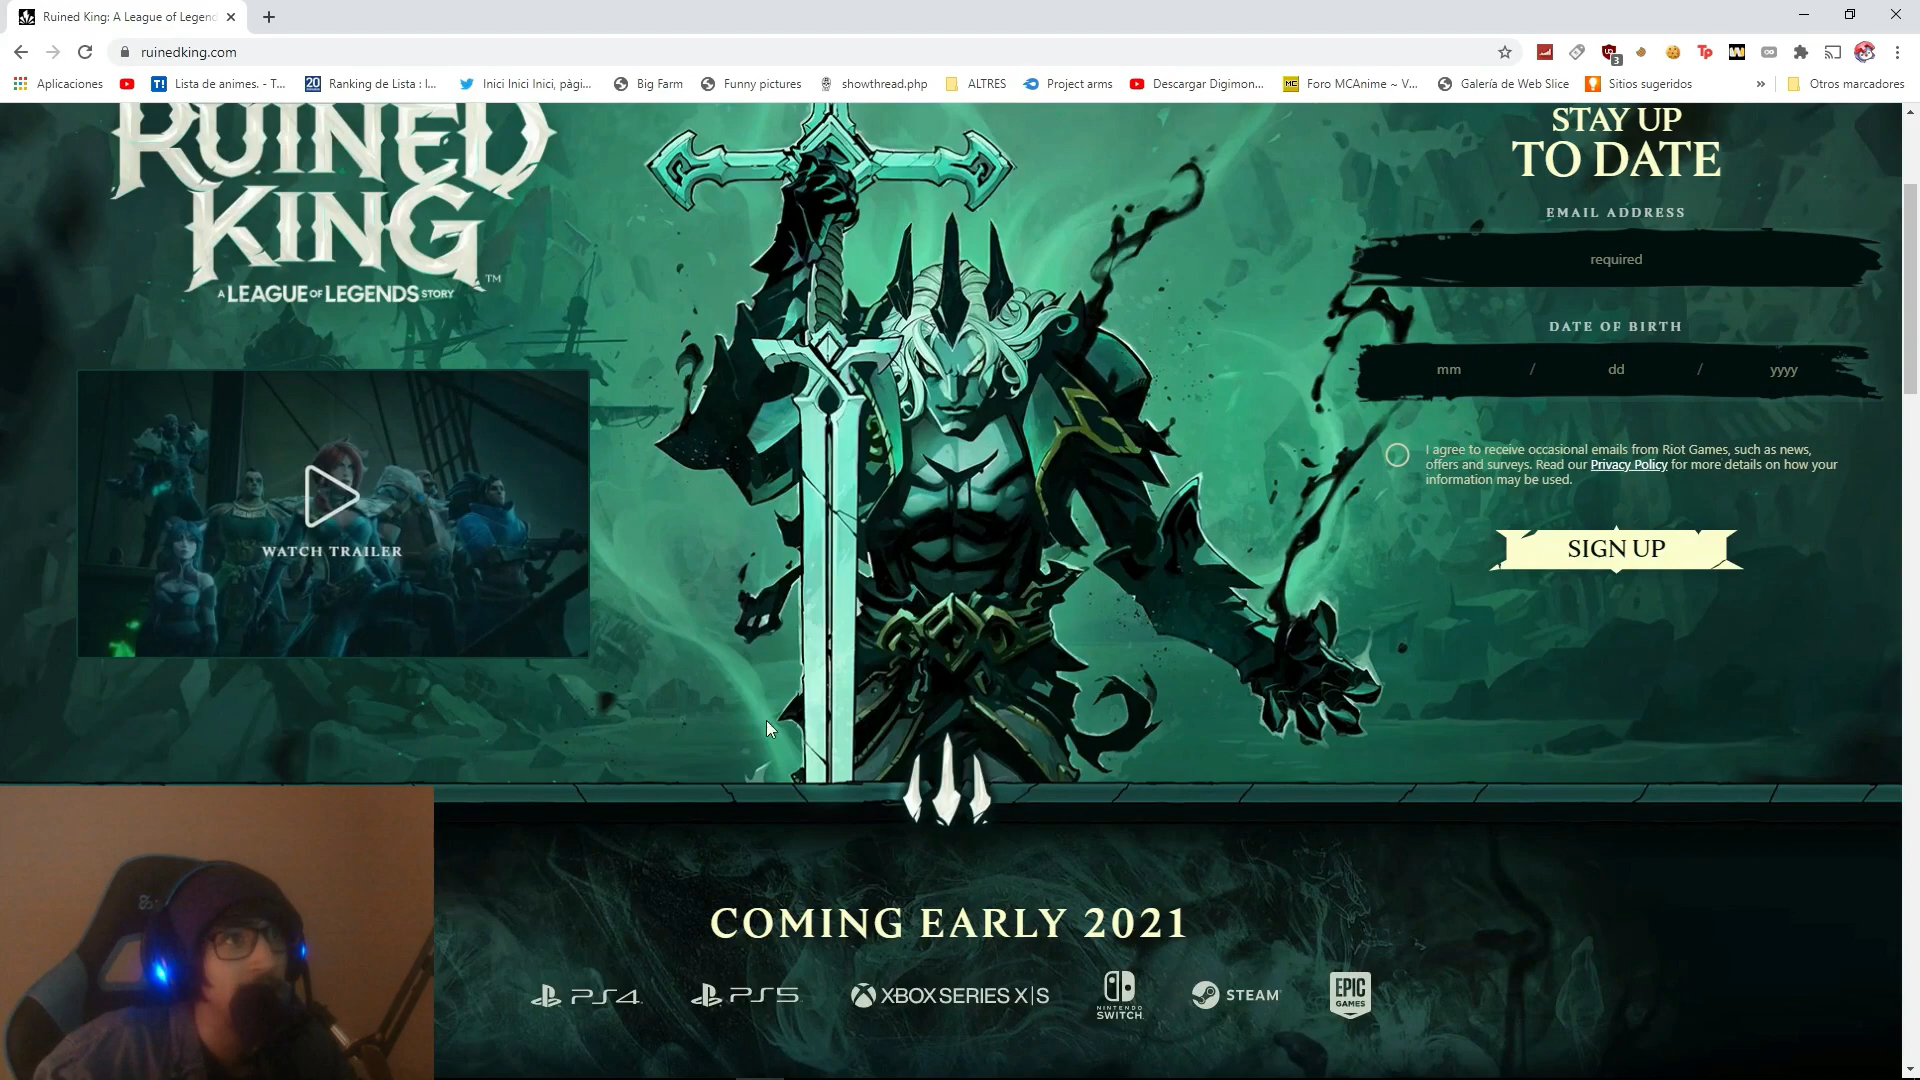 Ruined King: A League of Legend
ruinedking.com
3
Aplicaciones
Lista de animes. - T...
Ranking de Lista : I...
Inici Inici Inici, pàgi...
Big Farm
Funny pictures
showthread.php
ALTRES
Project arms
Descargar Digimon...
Foro MCAnime ~ V...
Galería de Web Slice
Sitios sugeridos
»
Otros marcadores
RUINED
KING™
A LEAGUE OF LEGENDS STORY
WATCH TRAILER
STAY UP
TO DATE
EMAIL ADDRESS
required
DATE OF BIRTH
mm / dd / yyyy
I agree to receive occasional emails from Riot Games, such as news,
offers and surveys. Read our Privacy Policy for more details on how your
information may be used.
SIGN UP
COMING EARLY 2021
PS4
PS5
XBOX SERIES X|S
NINTENDO
SWITCH
STEAM
EPIC
GAMES